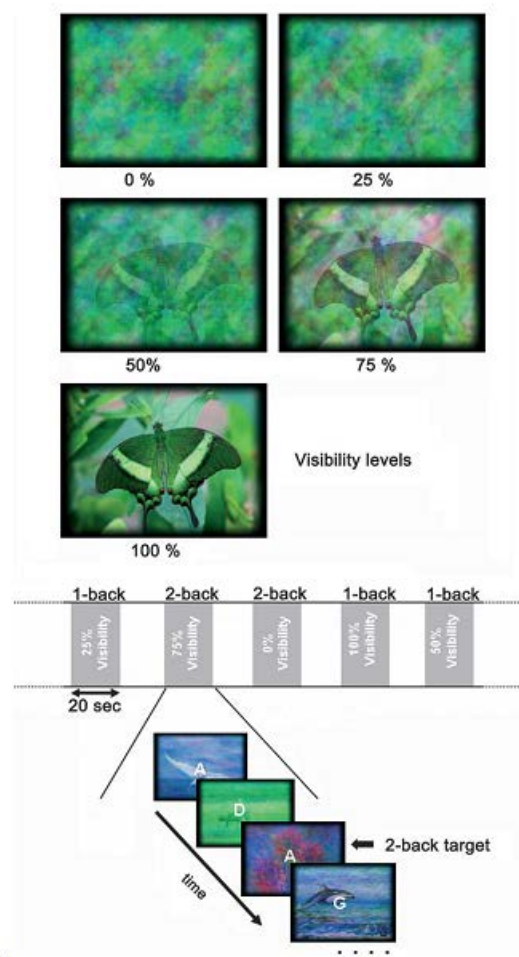 0 %
25 %
50%
75 %
Visibility levels
100 %
1-back
2-back
2-back
1-back
1-back
25%
Visibility
75%
Visibility
0%
Visibility
100%
Visibility
50%
Visibility
20 sec
A
D
A
2-back target
G
time
. . . .